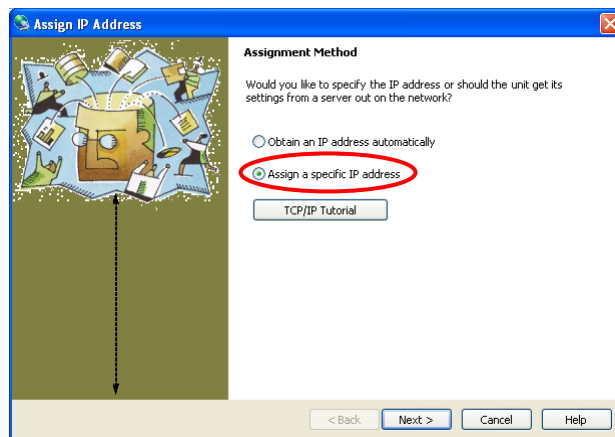 Assign IP Address
Assignment Method
Would you like to specify the IP address or should the unit get its
settings from a server out on the network?
Obtain an IP address automatically
Assign a specific IP address
TCP/IP Tutorial
< Back
Next >
Cancel
Help